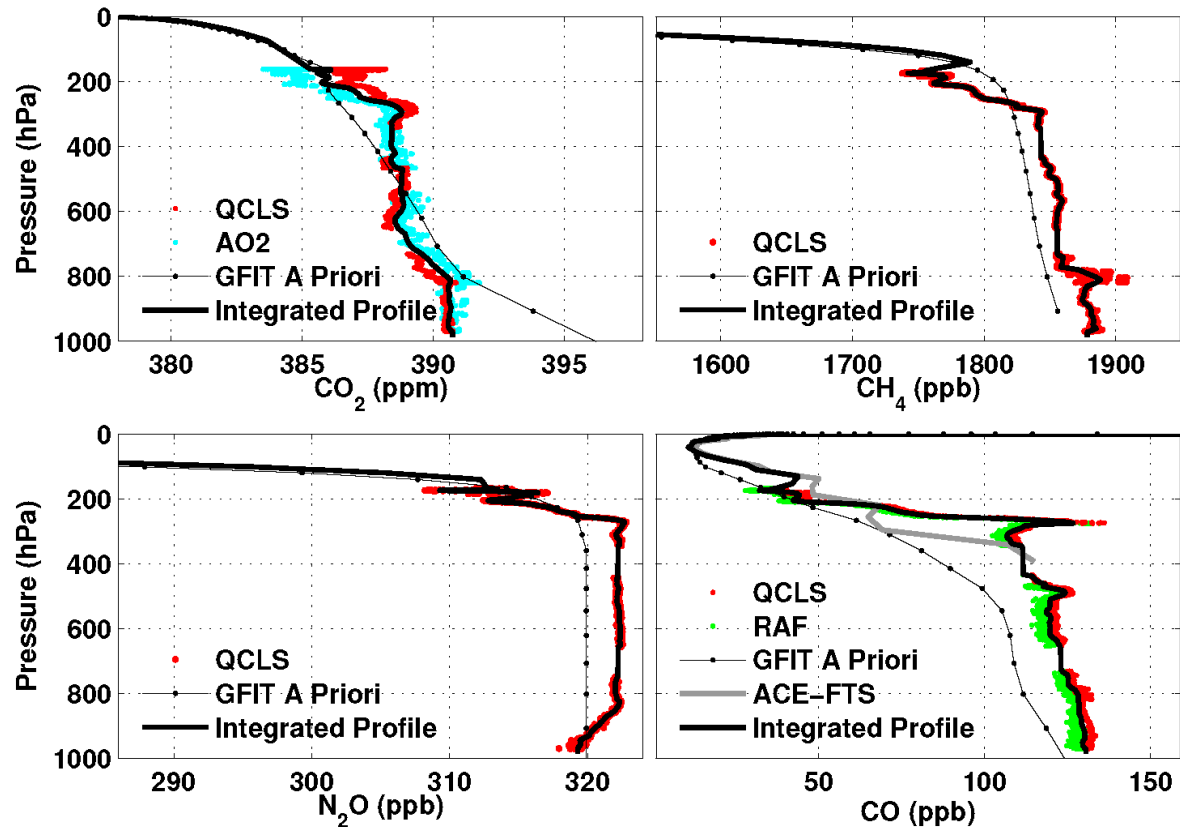 0
200
400
600
800
1000
Pressure (hPa)
QCLS
AO2
GFIT A Priori
Integrated Profile
380 385 390 395
CO2 (ppm)
QCLS
GFIT A Priori
Integrated Profile
1600 1700 1800 1900
CH4 (ppb)
0
200
400
600
800
1000
Pressure (hPa)
QCLS
GFIT A Priori
Integrated Profile
290 300 310 320
N2O (ppb)
QCLS
RAF
GFIT A Priori
ACE-FTS
Integrated Profile
50 100 150
CO (ppb)